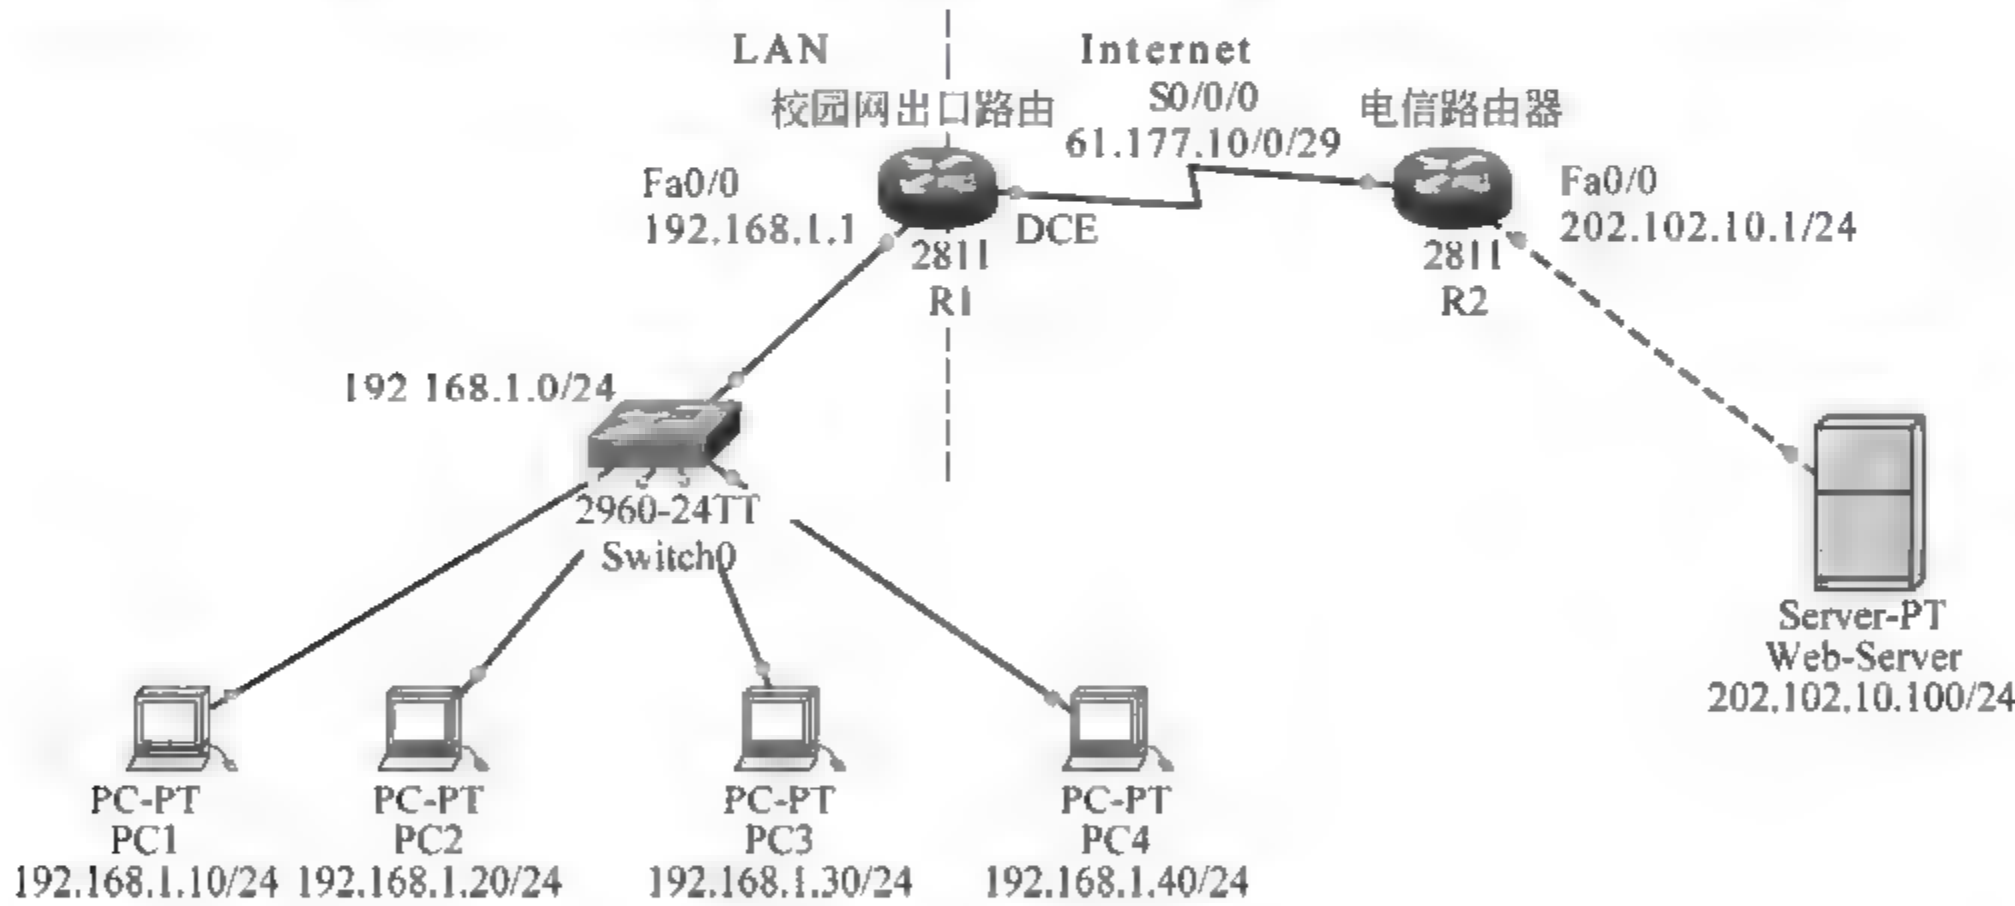 LAN
Internet
校园网出口路由
S0/0/0
电信路由器
61.177.10/0/29
Fa0/0
192.168.1.1
DCE
Fa0/0
202.102.10.1/24
2811
R1
2811
R2
192 168.1.0/24
2960-24TT
Switch0
Server-PT
Web-Server
202.102.10.100/24
PC-PT
PC1
192.168.1.10/24
PC-PT
PC2
192.168.1.20/24
PC-PT
PC3
192.168.1.30/24
PC-PT
PC4
192.168.1.40/24